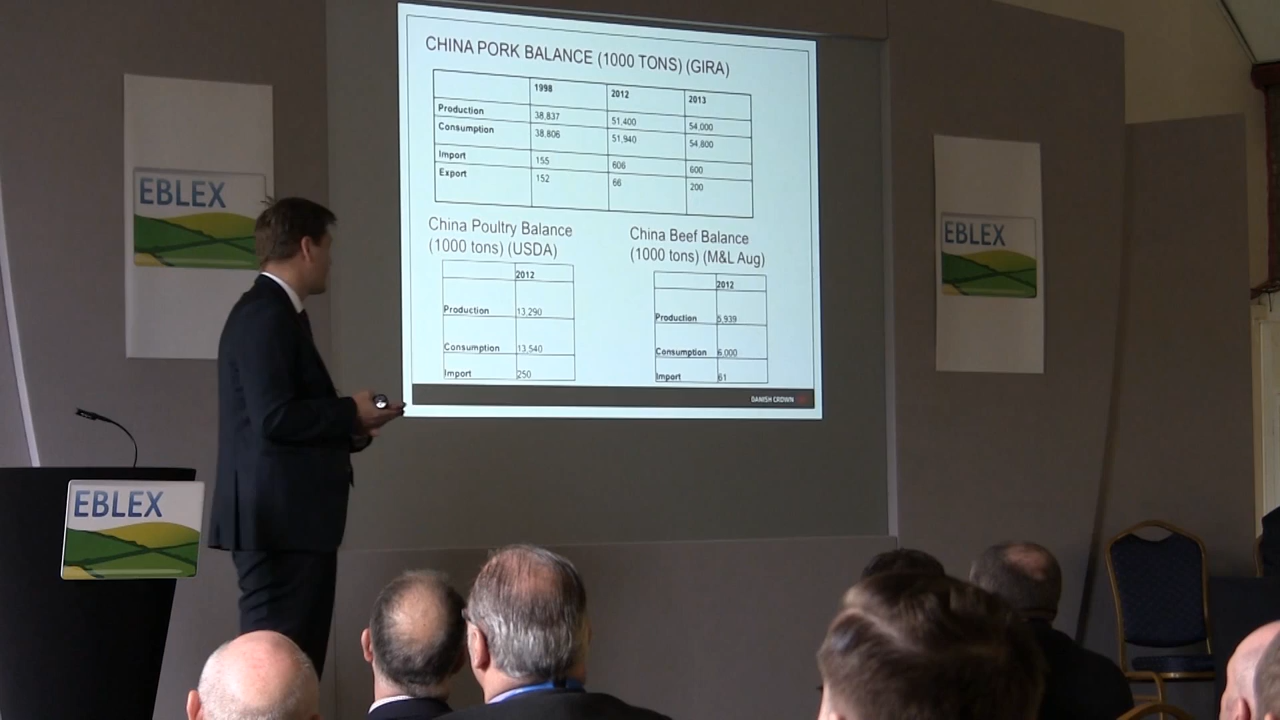 CHINA PORK BALANCE (1000 TONS) (GIRA)
1998 2012 2013
Production 38,837 51,400 54,000
Consumption 38,806 51,940 54,800
Import 155 606 600
Export 152 66 200
China Poultry Balance
(1000 tons) (USDA)
2012
Production 13,290
Consumption 13,540
Import 250
China Beef Balance
(1000 tons) (M&L Aug)
2012
Production 5,939
Consumption 6,000
Import 61
DANISH CROWN
EBLEX
EBLEX
EBLEX